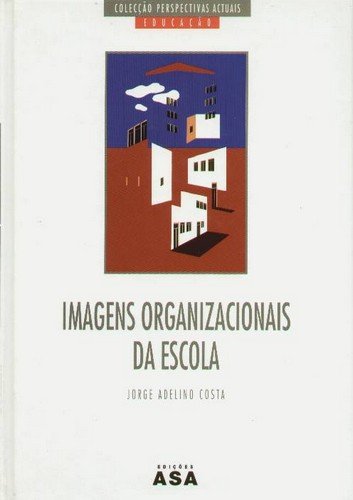 COLECÇÃO PERSPECTIVAS ACTUAIS
EDUCAÇÃO
IMAGENS ORGANIZACIONAIS
DA ESCOLA
JORGE ADELINO COSTA
EDIÇÕES
ASA